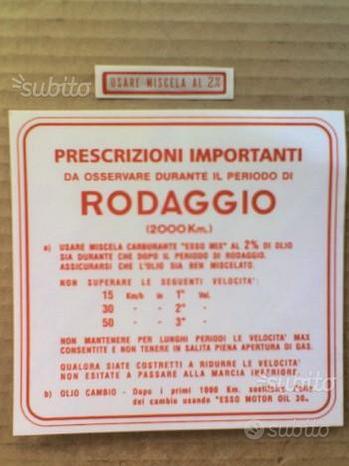 subito
USARE MISCELA AL 2%
PRESCRIZIONI IMPORTANTI
DA OSSERVARE DURANTE IL PERIODO DI
RODAGGIO
(2000 Km.)
a) USARE MISCELA CARBURANTE "ESSO MIX" AL 2% DI OLIO
SIA DURANTE CHE DOPO IL PERIODO DI RODAGGIO.
ASSICURARSI CHE L'OLIO SIA BEN MISCELATO.
NON SUPERARE LE SEGUENTI VELOCITA':
15 Km/h in 1ª Vel.
30 " - 2ª "
50 " - 3ª "
NON MANTENERE PER LUNGHI PERIODI LE VELOCITA' MAX
CONSENTITE E NON TENERE IN SALITA PIENA APERTURA DI GAS.
QUALORA SIATE COSTRETTI A RIDURRE LE VELOCITA'
NON ESITATE A PASSARE ALLA MARCIA INFERIORE.
b) OLIO CAMBIO - Dopo i primi 1000 Km. sostituire l'olio
del cambio usando "ESSO MOTOR OIL 30".
subito